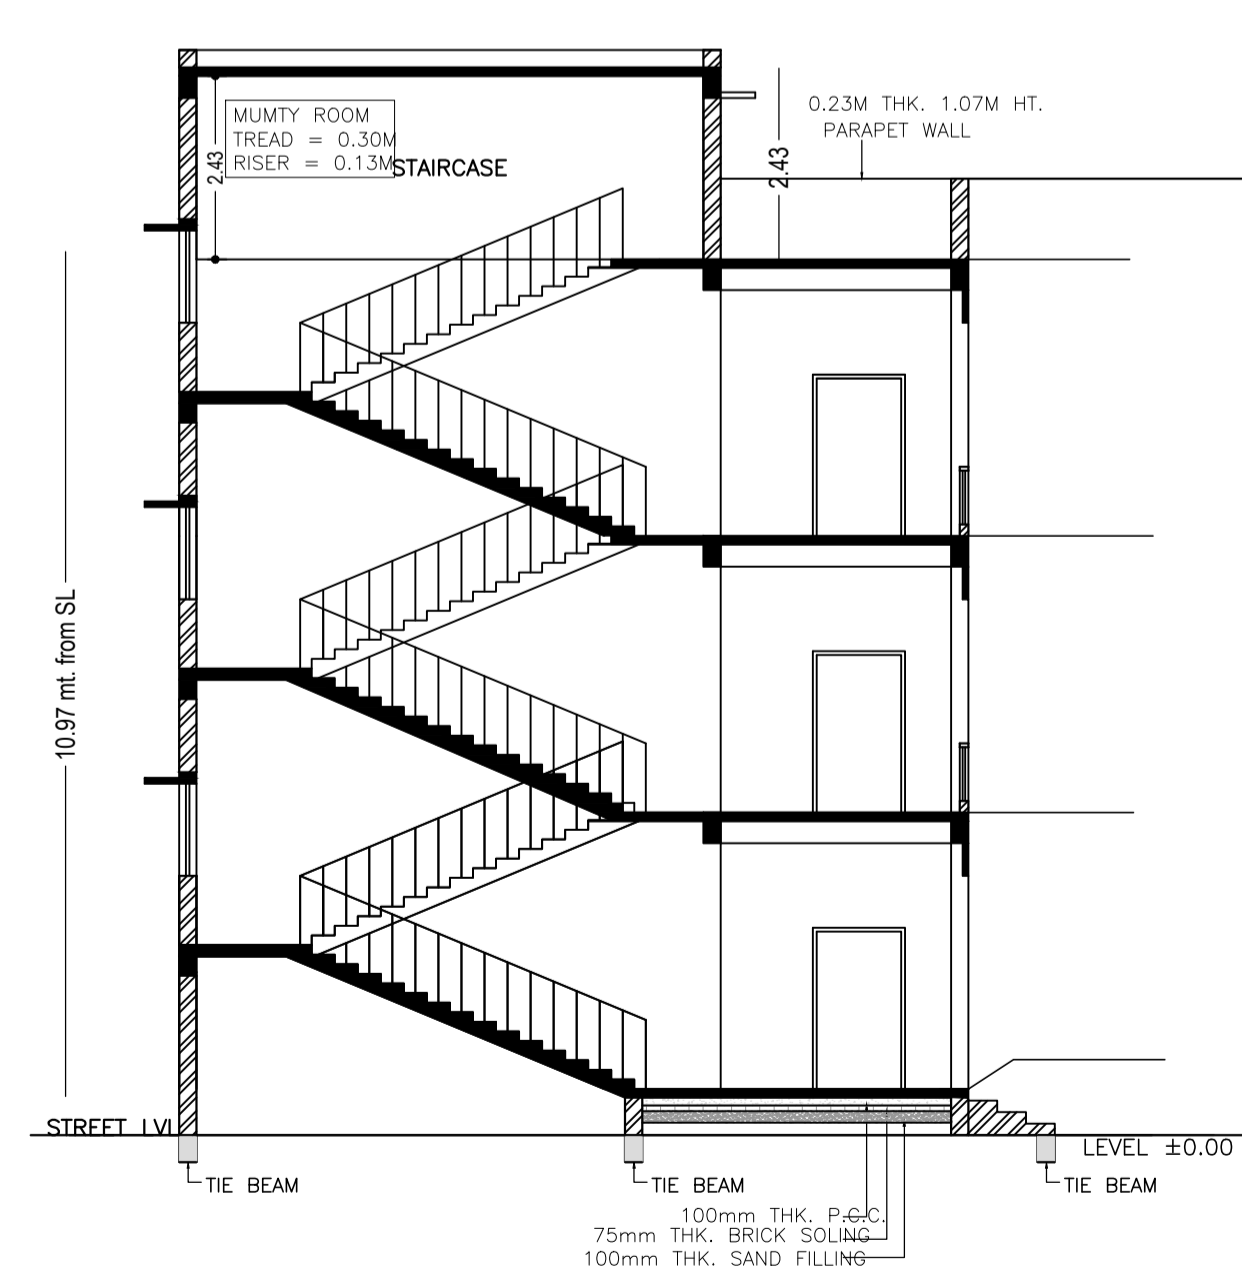 MUMTY ROOM
TREAD = 0.30M
RISER = 0.13M
STAIRCASE
2.43
2.43
0.23M THK. 1.07M HT.
PARAPET WALL
10.97 mt. from SL
STREET LVL
LEVEL ±0.00
TIE BEAM
TIE BEAM
TIE BEAM
100mm THK. P.C.C.
75mm THK. BRICK SOLING
100mm THK. SAND FILLING